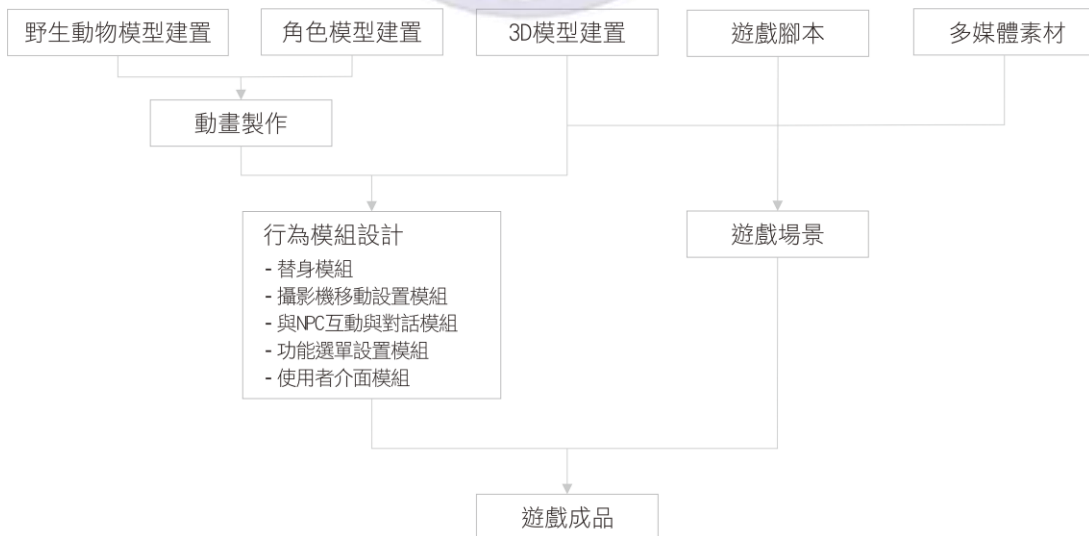 野生動物模型建置
角色模型建置
3D模型建置
遊戲腳本
多媒體素材
動畫製作
行為模組設計
- 替身模組
- 攝影機移動設置模組
- 與NPC互動與對話模組
- 功能選單設置模組
- 使用者介面模組
遊戲場景
遊戲成品